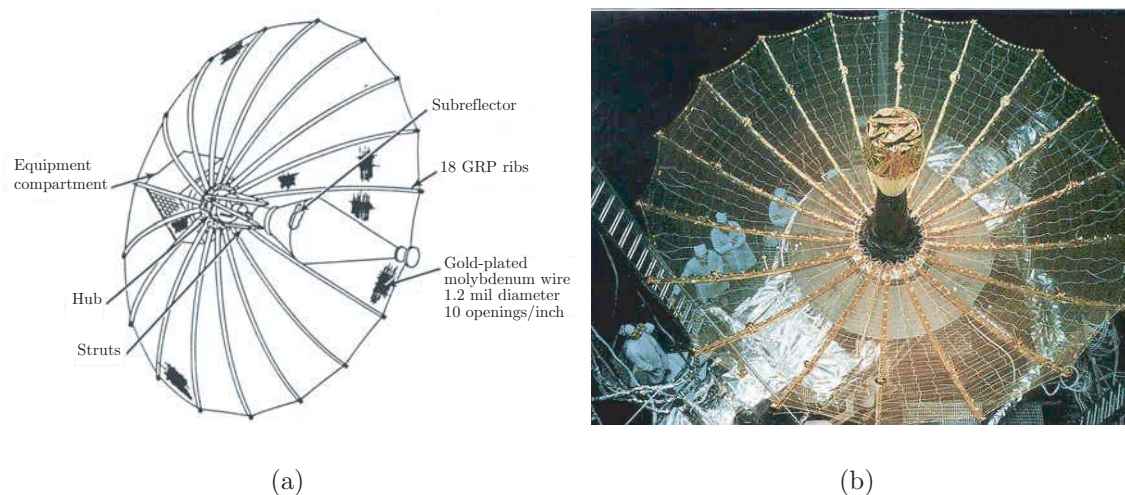 Subreflector
Equipment
compartment
18 GRP ribs
Gold-plated
molybdenum wire
1.2 mil diameter
10 openings/inch
Hub
Struts
(a)
(b)